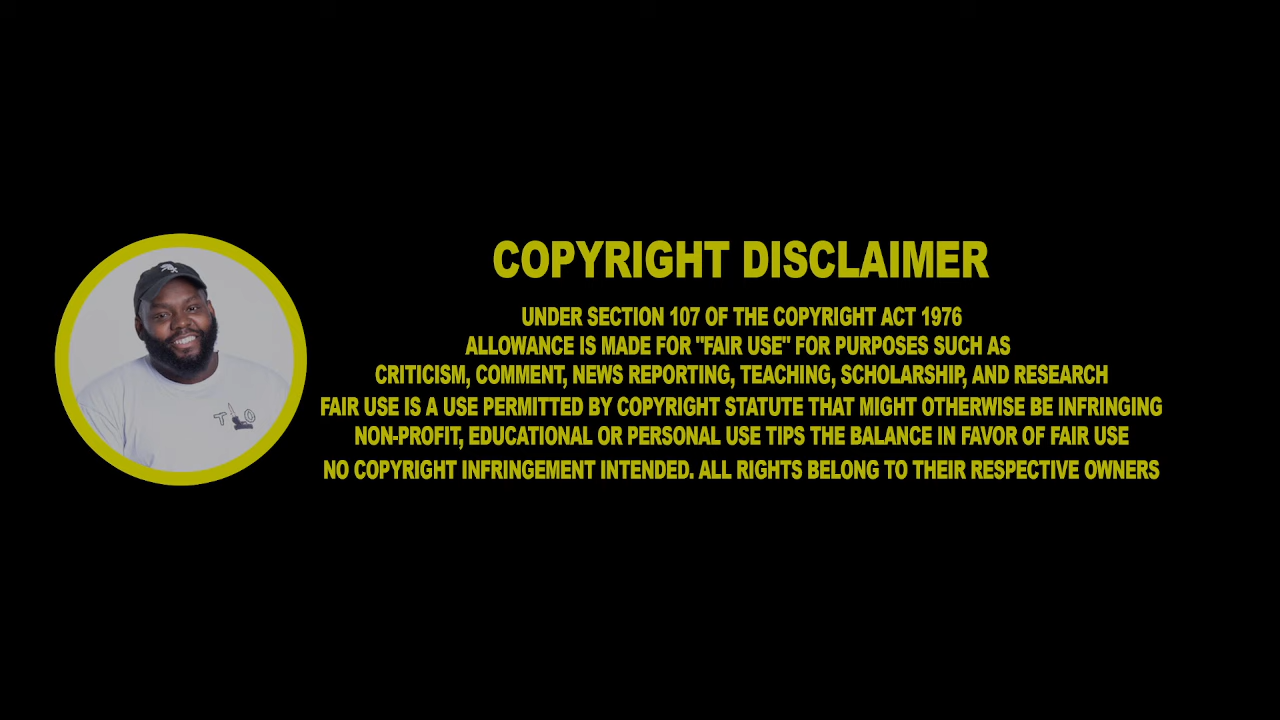 COPYRIGHT DISCLAIMER
UNDER SECTION 107 OF THE COPYRIGHT ACT 1976
ALLOWANCE IS MADE FOR "FAIR USE" FOR PURPOSES SUCH AS
CRITICISM, COMMENT, NEWS REPORTING, TEACHING, SCHOLARSHIP, AND RESEARCH
FAIR USE IS A USE PERMITTED BY COPYRIGHT STATUTE THAT MIGHT OTHERWISE BE INFRINGING
NON-PROFIT, EDUCATIONAL OR PERSONAL USE TIPS THE BALANCE IN FAVOR OF FAIR USE
NO COPYRIGHT INFRINGEMENT INTENDED. ALL RIGHTS BELONG TO THEIR RESPECTIVE OWNERS